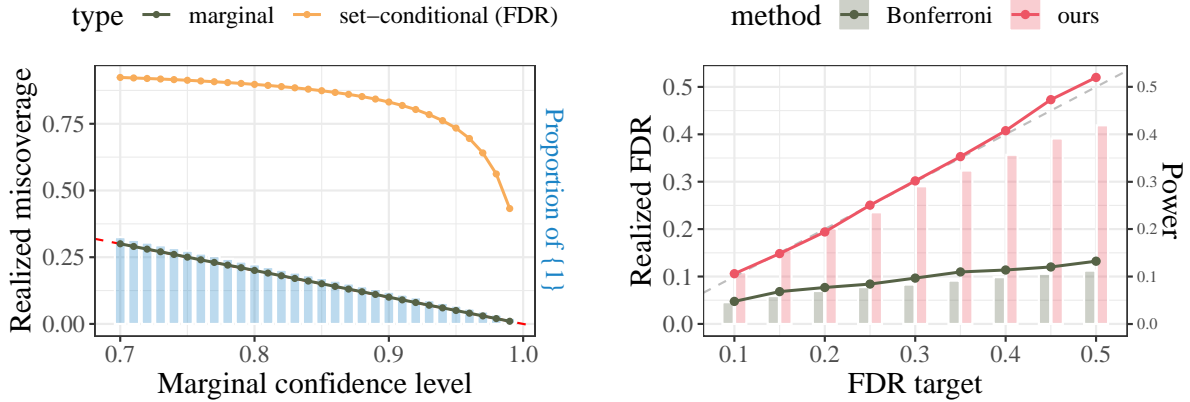 type marginal set−conditional (FDR)
Realized miscoverage
0.75
0.50
0.25
0.00
0.7 0.8 0.9 1.0
Marginal confidence level
Proportion of {1}
method Bonferroni ours
Realized FDR
0.5
0.4
0.3
0.2
0.1
0.0
0.1 0.2 0.3 0.4 0.5
FDR target
0.5
0.4
0.3
0.2
0.1
0.0
Power